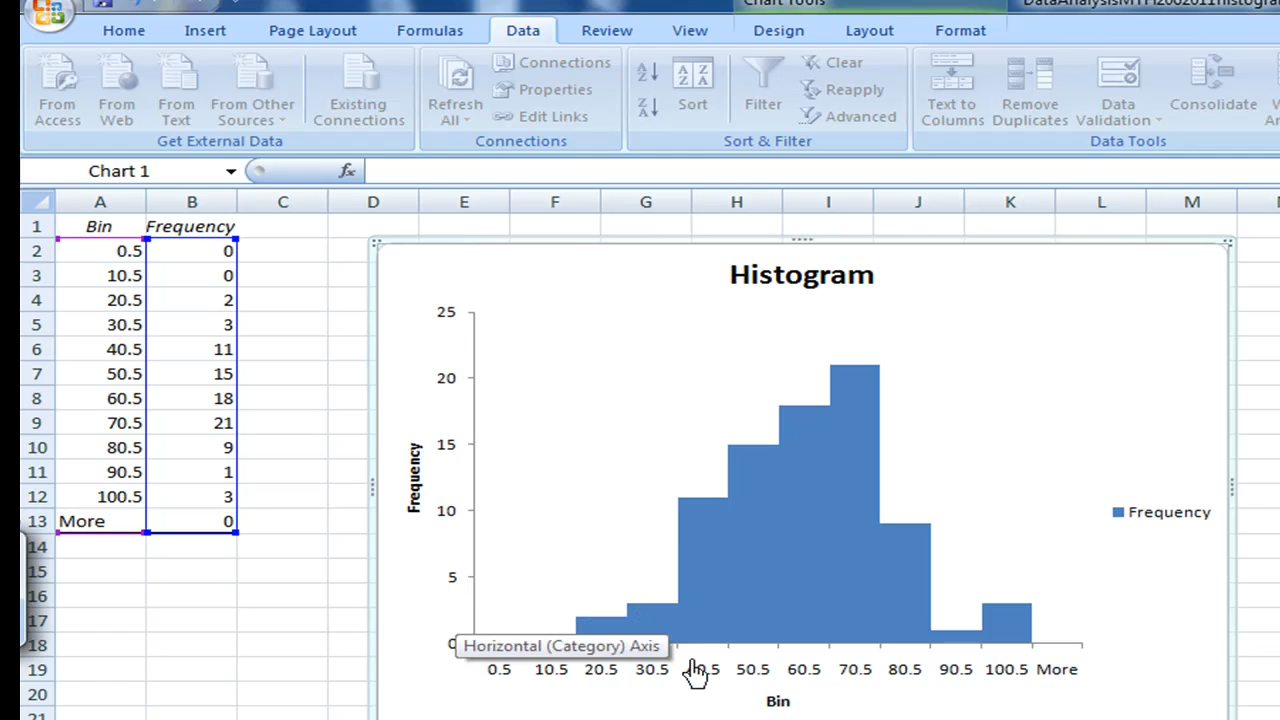 Chart Tools
DataAnalysisMTH2062011histogra
Home Insert Page Layout Formulas Data Review View Design Layout Format
From Access
From Web
From Text
From Other Sources
Existing Connections
Get External Data
Refresh All
Connections
Properties
Edit Links
Connections
A Z
Z A
Sort
Filter
Clear
Reapply
Advanced
Sort & Filter
Text to Columns
Remove Duplicates
Data Validation
Consolidate
Data Tools
Chart 1 fx
A B C D E F G H I J K L M
1 Bin Frequency
2 0.5 0
3 10.5 0
4 20.5 2
5 30.5 3
6 40.5 11
7 50.5 15
8 60.5 18
9 70.5 21
10 80.5 9
11 90.5 1
12 100.5 3
13 More 0
14
15
16
17
18
19
20
Histogram
25
20
15
10
5
0
Frequency
Frequency
Horizontal (Category) Axis
0.5 10.5 20.5 30.5 50.5 60.5 70.5 80.5 90.5 100.5 More
Bin